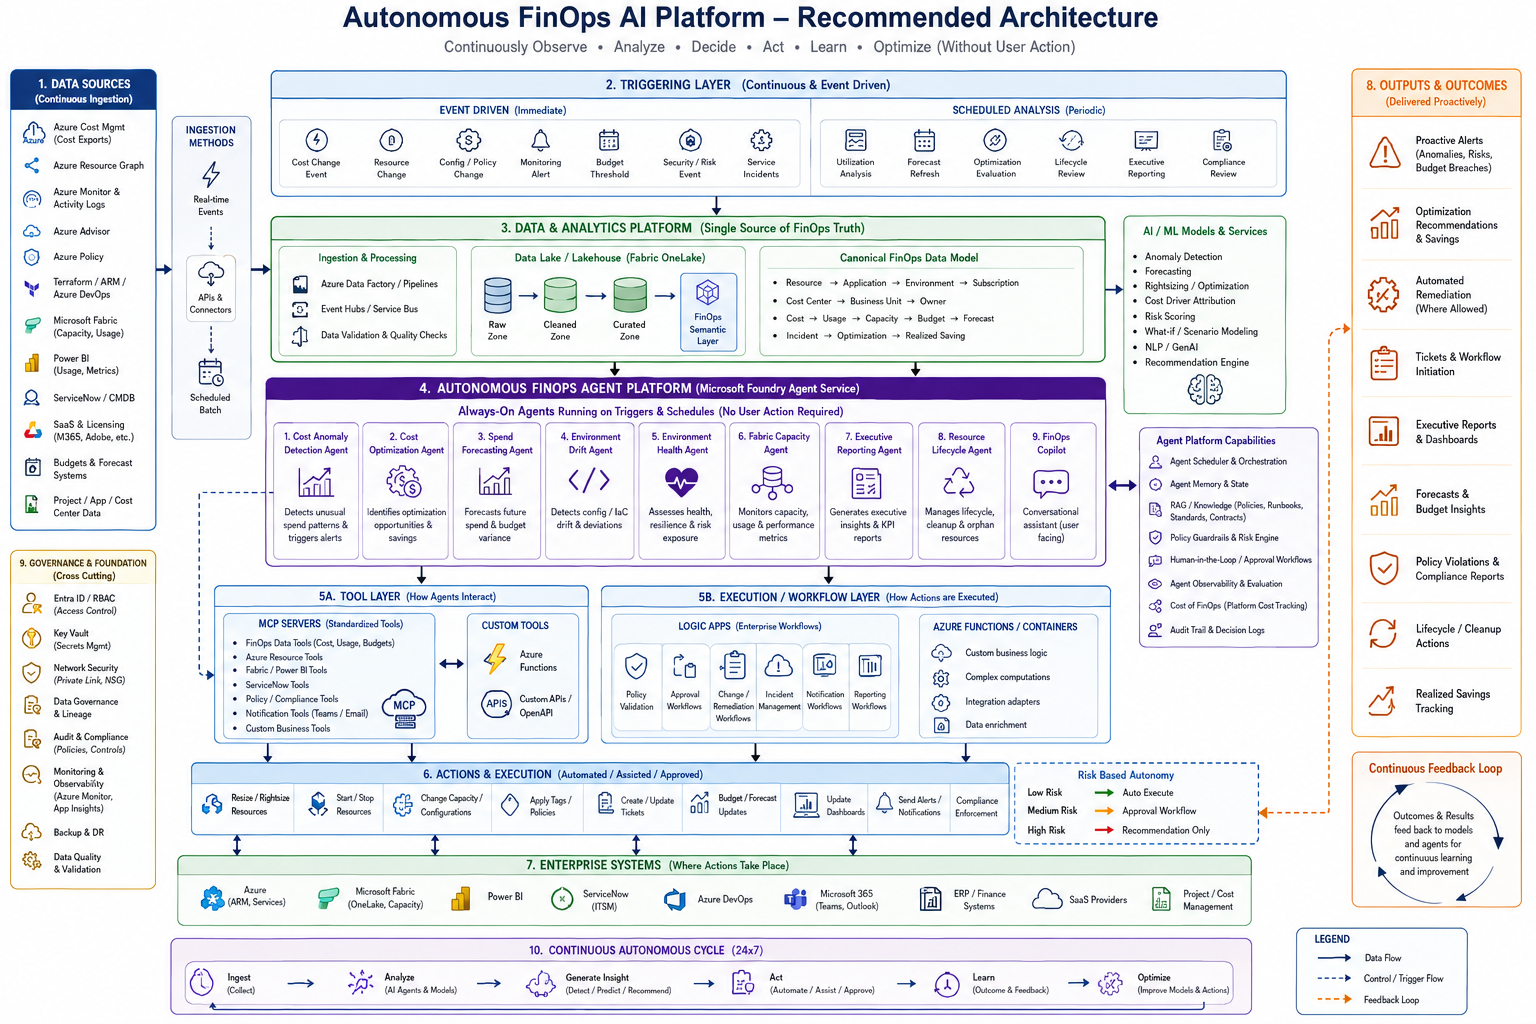 Autonomous FinOps AI Platform – Recommended Architecture
Continuously Observe • Analyze • Decide • Act • Learn • Optimize (Without User Action)
1. DATA SOURCES
(Continuous Ingestion)
Azure
Azure Cost Mgmt
(Cost Exports)
Azure Resource Graph
Azure Monitor &
Activity Logs
Azure Advisor
Azure Policy
Terraform / ARM /
Azure DevOps
Microsoft Fabric
(Capacity, Usage)
Power BI
(Usage, Metrics)
ServiceNow / CMDB
SaaS & Licensing
(M365, Adobe, etc.)
Budgets & Forecast
Systems
Project / App / Cost
Center Data
INGESTION
METHODS
Real-time
Events
APIs &
Connectors
Scheduled
Batch
2. TRIGGERING LAYER (Continuous & Event Driven)
EVENT DRIVEN (Immediate)
Cost Change
Event
Resource
Change
Config / Policy
Change
Monitoring
Alert
Budget
Threshold
Security / Risk
Event
Service
Incidents
SCHEDULED ANALYSIS (Periodic)
Utilization
Analysis
Forecast
Refresh
Optimization
Evaluation
Lifecycle
Review
Executive
Reporting
Compliance
Review
3. DATA & ANALYTICS PLATFORM (Single Source of FinOps Truth)
Ingestion & Processing
Azure Data Factory / Pipelines
Event Hubs / Service Bus
Data Validation & Quality Checks
Data Lake / Lakehouse (Fabric OneLake)
Raw
Zone
Cleaned
Zone
Curated
Zone
FinOps
Semantic
Layer
Canonical FinOps Data Model
• Resource → Application → Environment → Subscription
• Cost Center → Business Unit → Owner
• Cost → Usage → Capacity → Budget → Forecast
• Incident → Optimization → Realized Saving
AI / ML Models & Services
• Anomaly Detection
• Forecasting
• Rightsizing / Optimization
• Cost Driver Attribution
• Risk Scoring
• What-if / Scenario Modeling
• NLP / GenAI
• Recommendation Engine
4. AUTONOMOUS FINOPS AGENT PLATFORM (Microsoft Foundry Agent Service)
Always-On Agents Running on Triggers & Schedules (No User Action Required)
1. Cost Anomaly
Detection Agent
Detects unusual
spend patterns &
triggers alerts
2. Cost
Optimization Agent
Identifies optimization
opportunities &
savings
3. Spend
Forecasting Agent
Forecasts future
spend & budget
variance
4. Environment
Drift Agent
Detects config / IaC
drift & deviations
5. Environment
Health Agent
Assesses health,
resilience & risk
exposure
6. Fabric Capacity
Agent
Monitors capacity,
usage & performance
metrics
7. Executive
Reporting Agent
Generates executive
insights & KPI
reports
8. Resource
Lifecycle Agent
Manages lifecycle,
cleanup & orphan
resources
9. FinOps
Copilot
Conversational
assistant (user
facing)
Agent Platform Capabilities
Agent Scheduler & Orchestration
Agent Memory & State
RAG / Knowledge (Policies, Runbooks,
Standards, Contracts)
Policy Guardrails & Risk Engine
Human-in-the-Loop / Approval Workflows
Agent Observability & Evaluation
Cost of FinOps (Platform Cost Tracking)
Audit Trail & Decision Logs
5A. TOOL LAYER (How Agents Interact)
MCP SERVERS (Standardized Tools)
• FinOps Data Tools (Cost, Usage, Budgets)
• Azure Resource Tools
• Fabric / Power BI Tools
• ServiceNow Tools
• Policy / Compliance Tools
• Notification Tools (Teams / Email)
• Custom Business Tools
MCP
CUSTOM TOOLS
Azure
Functions
APIS
Custom APIs /
OpenAPI
5B. EXECUTION / WORKFLOW LAYER (How Actions are Executed)
LOGIC APPS (Enterprise Workflows)
Policy
Validation
Approval
Workflows
Change /
Remediation
Workflows
Incident
Management
Notification
Workflows
Reporting
Workflows
AZURE FUNCTIONS / CONTAINERS
Custom business logic
Complex computations
Integration adapters
Data enrichment
6. ACTIONS & EXECUTION (Automated / Assicted / Approved)
Resize / Rightsize
Resources
Start / Stop
Resources
Change Capacity /
Configurations
Apply Tags /
Policies
Create / Update
Tickets
Budget / Forecast
Updates
Update
Dashboards
Send Alerts /
Notifications
Compliance
Enforcement
Risk Based Autonomy
Low Risk → Auto Execute
Medium Risk → Approval Workflow
High Risk → Recommendation Only
7. ENTERPRISE SYSTEMS (Where Actions Take Place)
Azure
(ARM, Services)
Microsoft Fabric
(OneLake, Capacity)
Power BI
ServiceNow
(ITSM)
Azure DevOps
Microsoft 365
(Teams, Outlook)
ERP / Finance
Systems
SaaS Providers
Project / Cost
Management
8. OUTPUTS & OUTCOMES
(Delivered Proactively)
Proactive Alerts
(Anomalies, Risks,
Budget Breaches)
Optimization
Recommendations
& Savings
Automated
Remediation
(Where Allowed)
Tickets & Workflow
Initiation
Executive Reports
& Dashboards
Forecasts &
Budget Insights
Policy Violations &
Compliance Reports
Lifecycle / Cleanup
Actions
Realized Savings
Tracking
Continuous Feedback Loop
Outcomes & Results
feed back to models
and agents for
continuuus learning
and improvement
9. GOVERNANCE & FOUNDATION
(Cross Cutting)
Entra ID / RBAC
(Access Control)
Key Vault
(Secrets Mgmt)
Network Security
(Private Link, NSG)
Data Governance
& Lineage
Audit & Compliance
(Policies, Controls)
Monitoring &
Observability
(Azure Monitor,
App Insights)
Backup & DR
Data Quality
& Validation
10. CONTINUOUS AUTONOMOUS CYCLE (24x7)
Ingest
(Collect)
Analyze
(AI Agents & Models)
Generate Insight
(Detect / Predict / Recommend)
Act
(Automate / Assist / Approve)
Learn
(Outcome & Feedback)
Optimize
(Improve Models & Actions)
LEGEND
Data Flow
Control / Trigger Flow
Feedback Loop